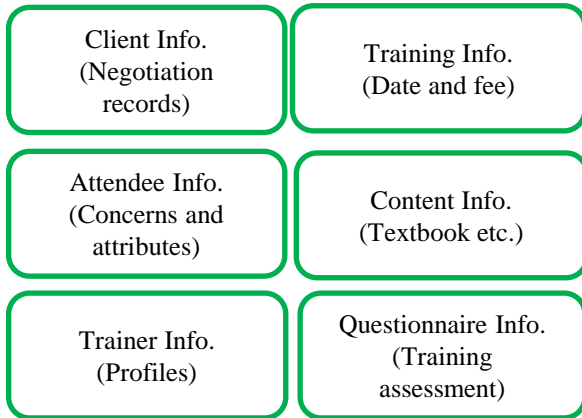 Client Info.
(Negotiation
records)
Training Info.
(Date and fee)
Attendee Info.
(Concerns and
attributes)
Content Info.
(Textbook etc.)
Trainer Info.
(Profiles)
Questionnaire Info.
(Training
assessment)